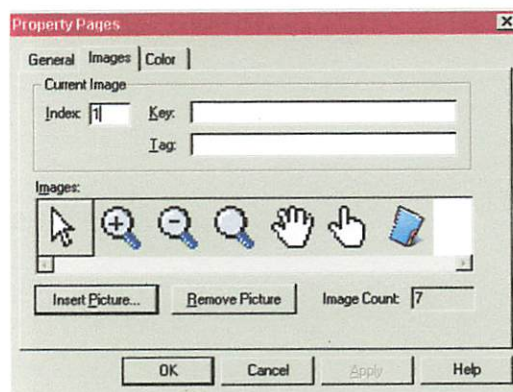 Property Pages
General Images Color
Current Image
Index: 1 Key:
Tag:
Images:
Insert Picture... Remove Picture Image Count: 7
OK Cancel Apply Help